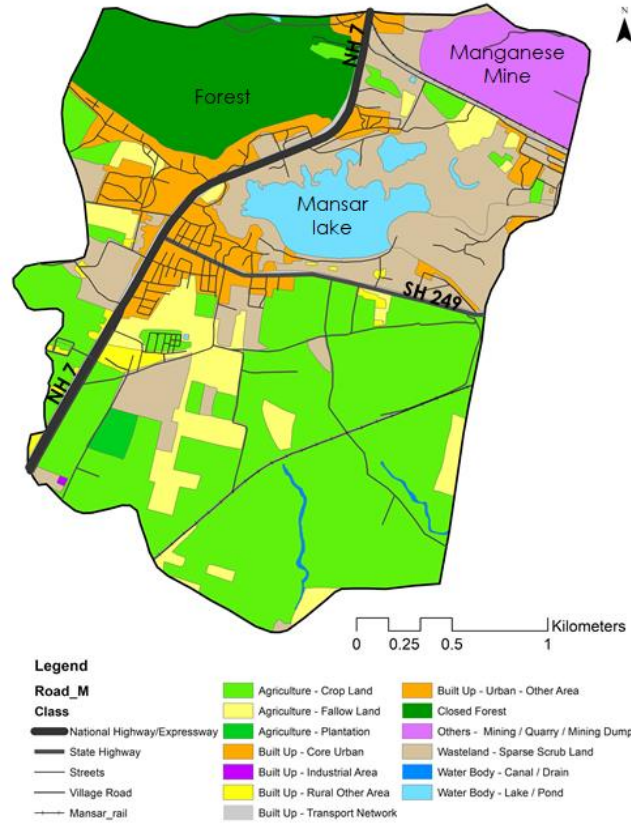 N
NH 7
Manganese
Mine
Forest
Mansar
lake
SH 249
NH 7
Kilometers
0 0.25 0.5 1
Legend
Road_M
Class
National Highway/Expressway
State Highway
Streets
Village Road
Mansar_rail
Agriculture - Crop Land
Agriculture - Fallow Land
Agriculture - Plantation
Built Up - Core Urban
Built Up - Industrial Area
Built Up - Rural Other Area
Built Up - Transport Network
Built Up - Urban - Other Area
Closed Forest
Others - Mining / Quarry / Mining Dump
Wasteland - Sparse Scrub Land
Water Body - Canal / Drain
Water Body - Lake / Pond